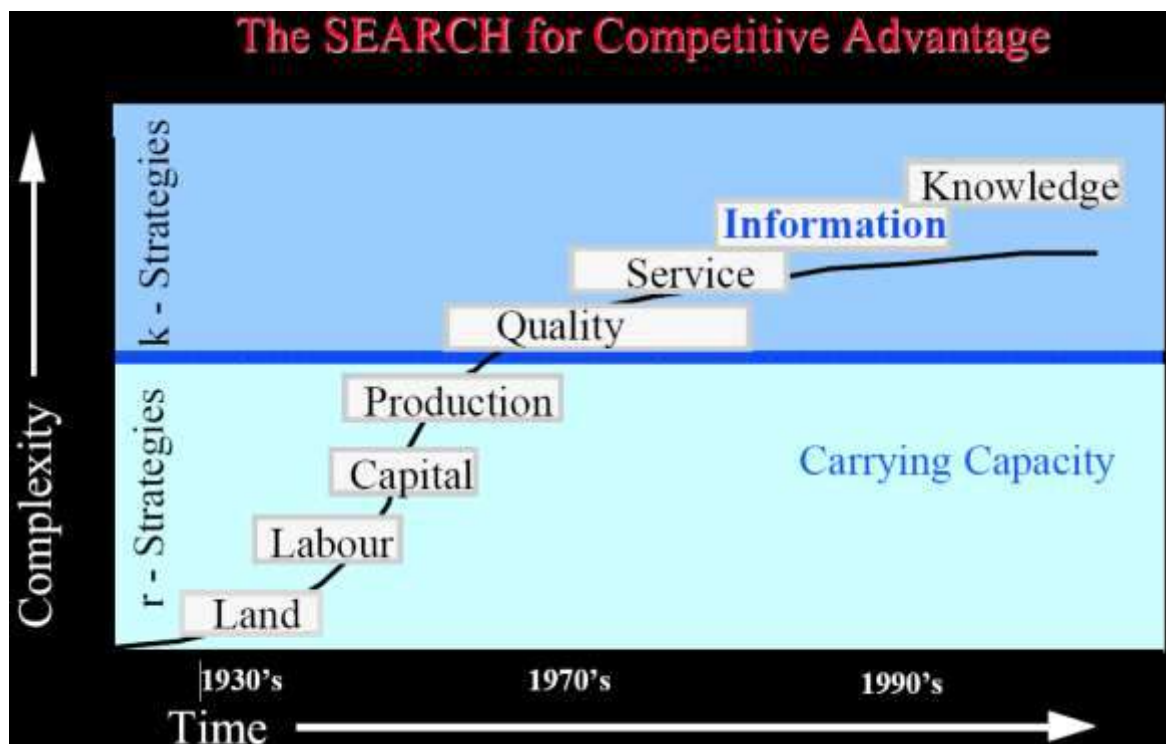 The SEARCH for Competitive Advantage
Complexity
k - Strategies
r - Strategies
Knowledge
Information
Service
Quality
Production
Capital
Labour
Land
Carrying Capacity
1930's 1970's 1990's
Time